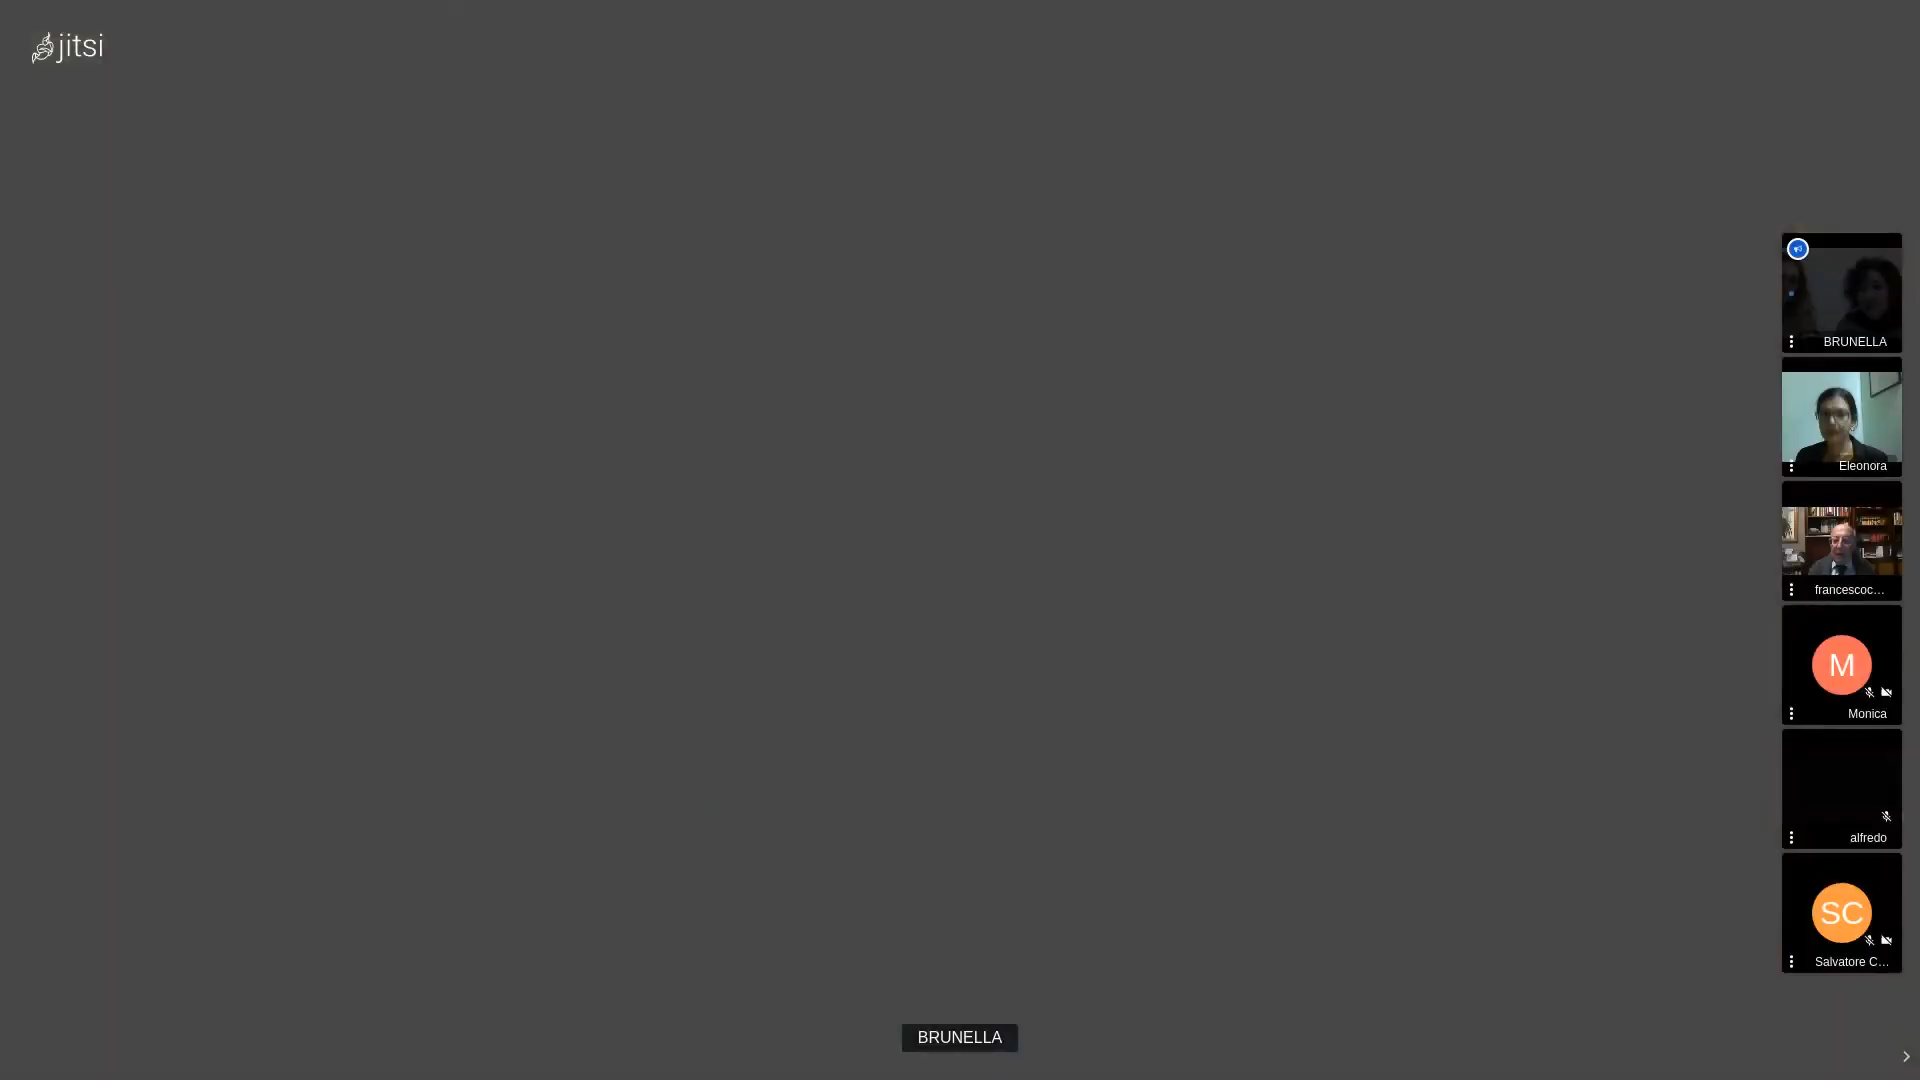 jitsi
BRUNELLA
Eleonora
francescoc...
M
Monica
alfredo
SC
Salvatore C...
BRUNELLA